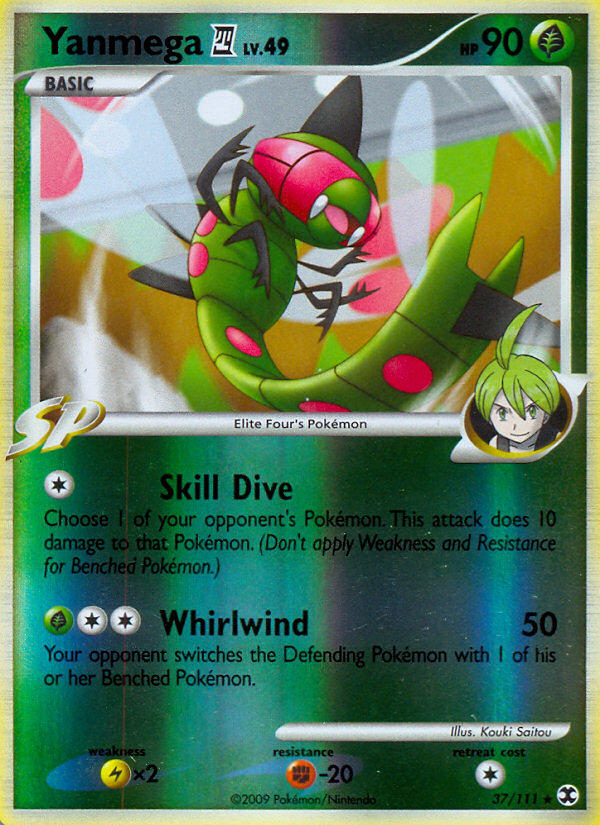 Yanmega 四 LV.49 HP 90
BASIC
SP
Elite Four's Pokémon
Skill Dive
Choose 1 of your opponent's Pokémon. This attack does 10
damage to that Pokémon. (Don't apply Weakness and Resistance
for Benched Pokémon.)
Whirlwind 50
Your opponent switches the Defending Pokémon with 1 of his
or her Benched Pokémon.
Illus. Kouki Saitou
weakness resistance retreat cost
×2 -20
©2009 Pokémon/Nintendo 37/111 ★